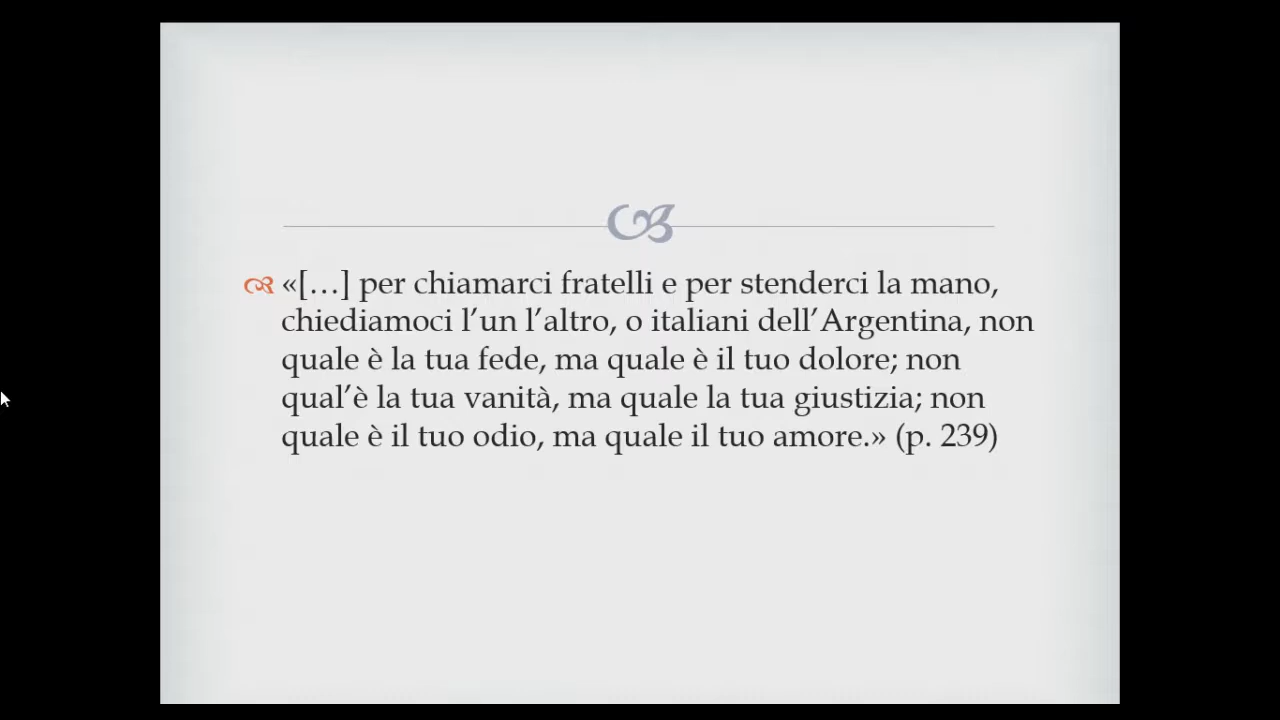 «[…] per chiamarci fratelli e per stenderci la mano,
chiediamoci l’un l’altro, o italiani dell’Argentina, non
quale è la tua fede, ma quale è il tuo dolore; non
qual’è la tua vanità, ma quale la tua giustizia; non
quale è il tuo odio, ma quale il tuo amore.» (p. 239)